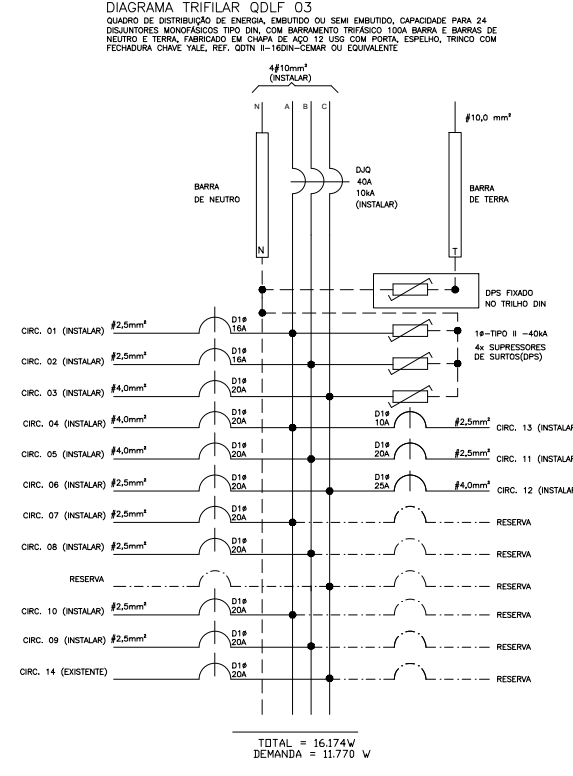 DIAGRAMA TRIFILAR QDLF 03
QUADRO DE DISTRIBUIÇÃO DE ENERGIA, EMBUTIDO OU SEMI EMBUTIDO, CAPACIDADE PARA 24
DISJUNTORES MONOFÁSICOS TIPO DIN, COM BARRAMENTO TRIFÁSICO 100A BARRA E BARRAS DE
NEUTRO E TERRA, FABRICADO EM CHAPA DE AÇO 12 USG COM PORTA, ESPELHO, TRINCO COM
FECHADURA CHAVE YALE, REF. QDTN II-16DIN-CEMAR OU EQUIVALENTE
4#10mm²
(INSTALAR)
N A B C
#10,0 mm²
DJQ
40A
10kA
(INSTALAR)
BARRA
DE NEUTRO
BARRA
DE TERRA
N
T
DPS FIXADO
NO TRILHO DIN
CIRC. 01 (INSTALAR) #2,5mm² D1ø
16A
1ø-TIPO II -40kA
4x SUPRESSORES
DE SURTOS(DPS)
CIRC. 02 (INSTALAR) #2,5mm² D1ø
16A
CIRC. 03 (INSTALAR) #4,0mm² D1ø
20A
CIRC. 04 (INSTALAR) #4,0mm² D1ø
20A
D1ø
10A
#2,5mm² CIRC. 13 (INSTALAR
CIRC. 05 (INSTALAR) #4,0mm² D1ø
20A
D1ø
20A
#2,5mm² CIRC. 11 (INSTALAR
CIRC. 06 (INSTALAR) #2,5mm² D1ø
20A
D1ø
25A
#4,0mm² CIRC. 12 (INSTALAR
CIRC. 07 (INSTALAR) #2,5mm² D1ø
20A
RESERVA
CIRC. 08 (INSTALAR) #2,5mm² D1ø
20A
RESERVA
RESERVA
RESERVA
CIRC. 10 (INSTALAR) #2,5mm² D1ø
20A
RESERVA
CIRC. 09 (INSTALAR) #2,5mm² D1ø
20A
RESERVA
CIRC. 14 (EXISTENTE) D1ø
20A
RESERVA
TOTAL = 16.174W
DEMANDA = 11.770 W